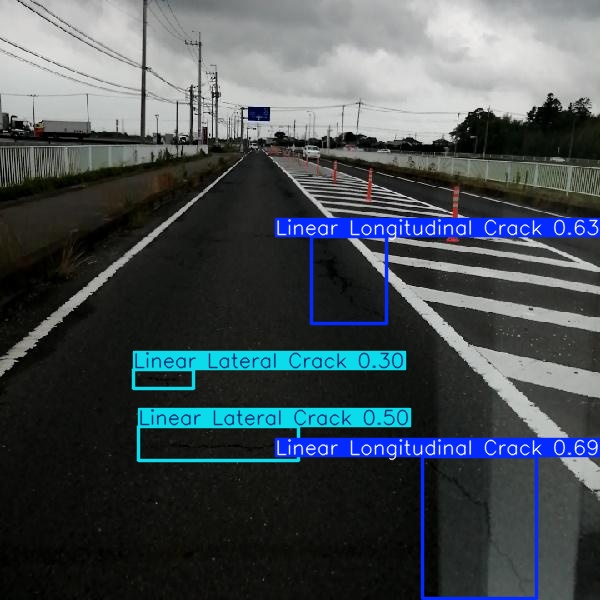 Linear Longitudinal Crack 0.63
Linear Lateral Crack 0.30
Linear Lateral Crack 0.50
Linear Longitudinal Crack 0.69